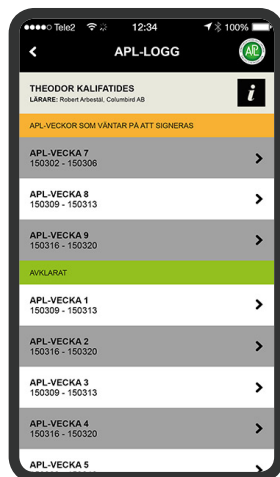 Tele2 12:34 100%
APL-LOGG
APL
THEODOR KALIFATIDES
LÄRARE: Robert Arbestål, Columbird AB
i
APL-VECKOR SOM VÄNTAR PÅ ATT SIGNERAS
APL-VECKA 7
150302 - 150306
APL-VECKA 8
150309 - 150313
APL-VECKA 9
150316 - 150320
AVKLARAT
APL-VECKA 1
150309 - 150313
APL-VECKA 2
150316 - 150320
APL-VECKA 3
150309 - 150313
APL-VECKA 4
150316 - 150320
APL-VECKA 5